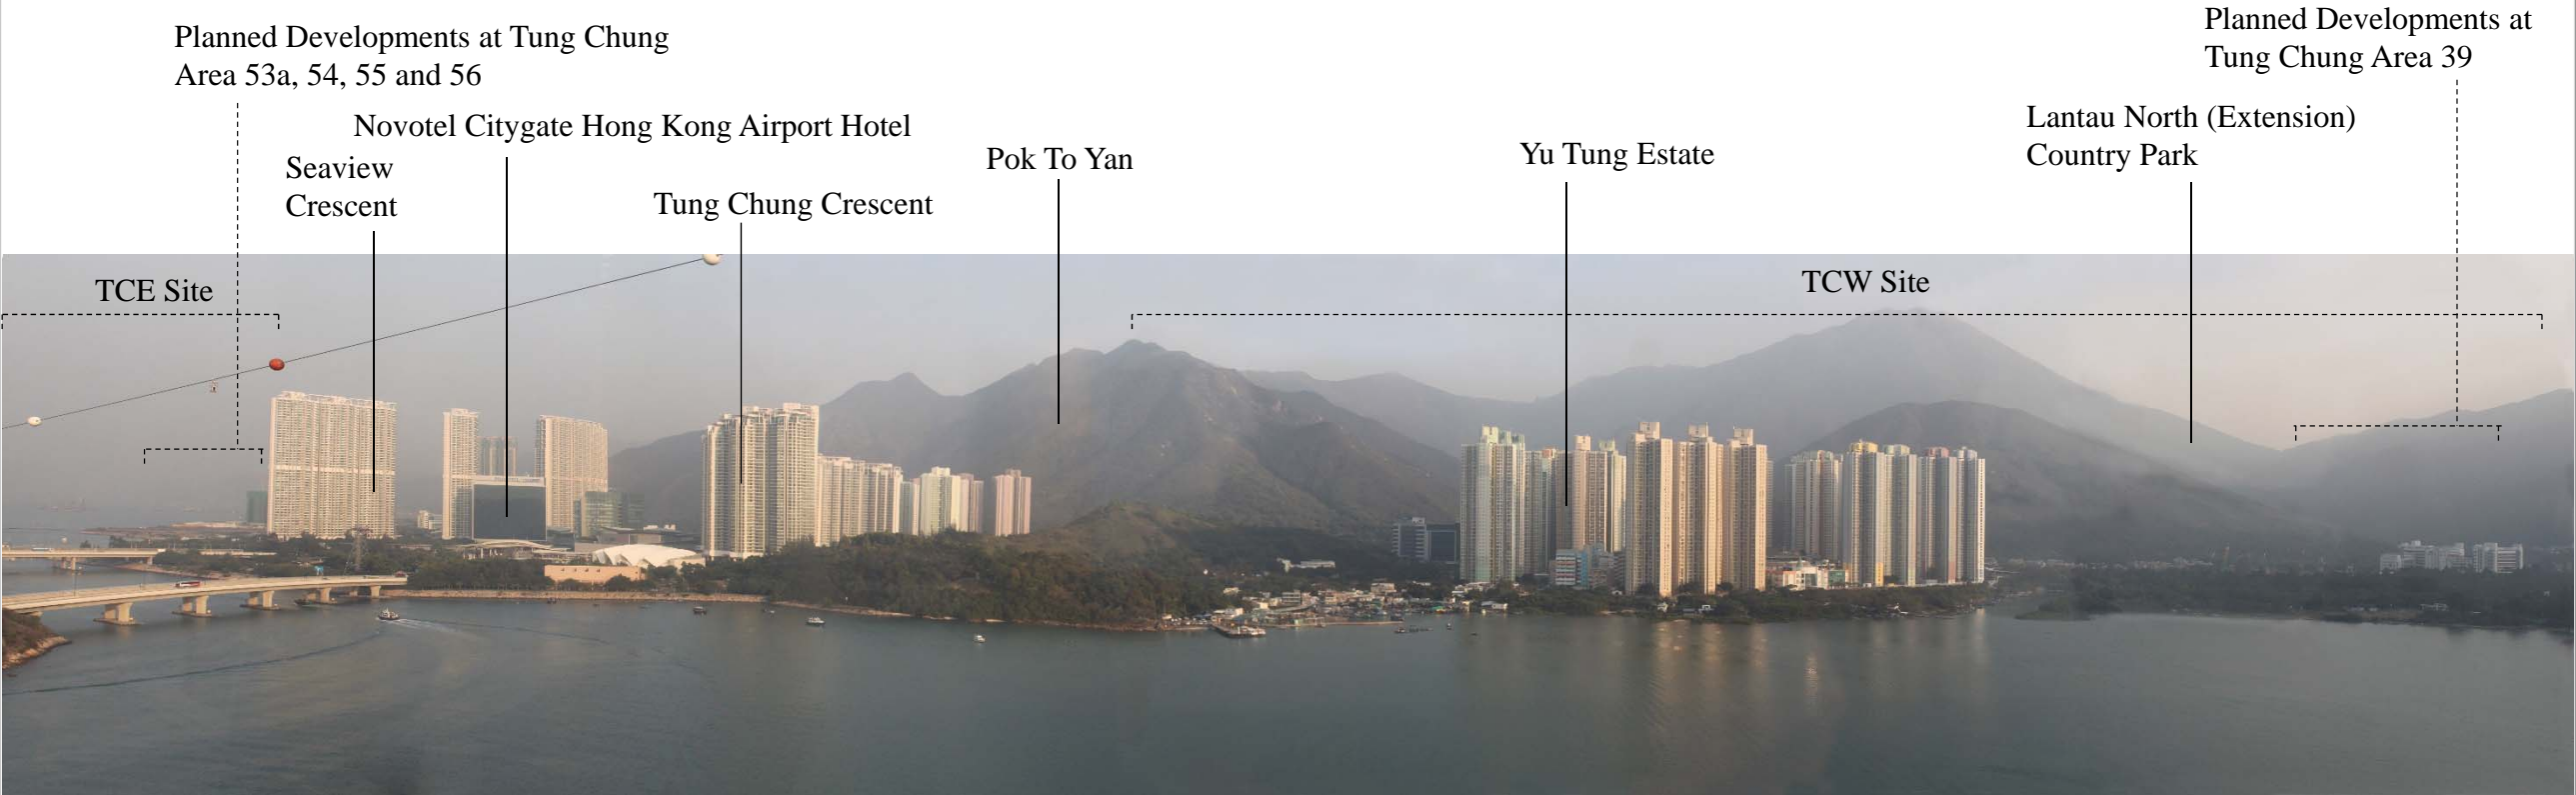 Planned Developments at Tung Chung
Area 53a, 54, 55 and 56
Planned Developments at
Tung Chung Area 39
Novotel Citygate Hong Kong Airport Hotel
Seaview
Crescent
Tung Chung Crescent
Pok To Yan
Yu Tung Estate
Lantau North (Extension)
Country Park
TCE Site
TCW Site